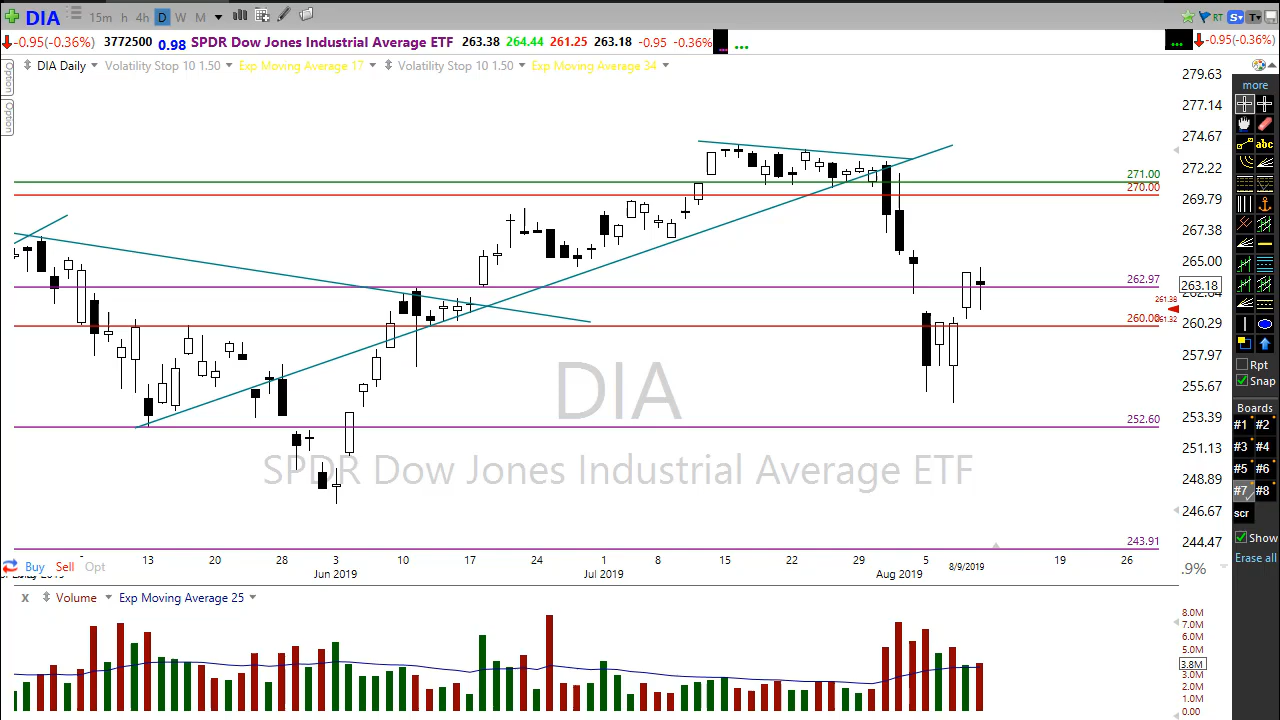 DIA 15m h 4h D W M RT S T
-0.95(-0.36%) 3772500 0.98 SPDR Dow Jones Industrial Average ETF 263.38 264.44 261.25 263.18 -0.95 -0.36% ... ... -0.95(-0.36%)
DIA Daily Volatility Stop 10 1.50 Exp Moving Average 17 Volatility Stop 10 1.50 Exp Moving Average 34
Option
Option
279.63
277.14
274.67
272.22
269.79
267.38
265.00
263.18
260.29
257.97
255.67
253.39
251.13
248.89
246.67
244.47
271.00
270.00
262.97
261.38
260.00
252.60
243.91
DIA
SPDR Dow Jones Industrial Average ETF
13 20 28 3 10 17 24 1 8 15 22 29 5 8/9/2019 19 26
Jun 2019 Jul 2019 Aug 2019
Buy Sell Opt
.9%
x Volume Exp Moving Average 25
8.0M
7.0M
6.0M
5.0M
3.8M
3.0M
2.0M
1.0M
0.00
more
abc
Rpt
Snap
Boards
#1 #2
#3 #4
#5 #6
#7 #8
scr
Show
Erase all